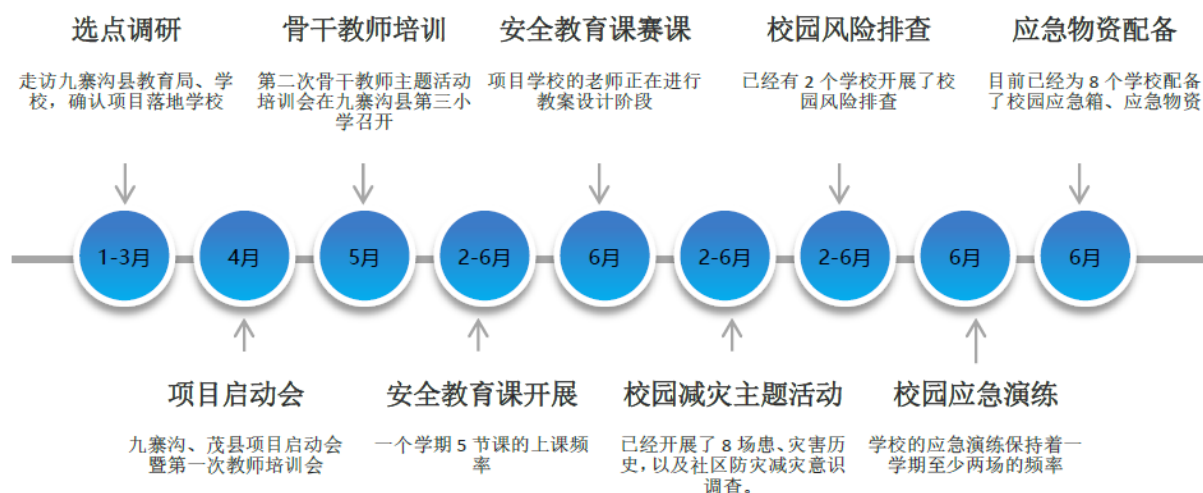 选点调研
走访九寨沟县教育局、学
校，确认项目落地学校
骨干教师培训
第二次骨干教师主题活动
培训会在九寨沟县第三小
学召开
安全教育课赛课
项目学校的老师正在进行
教案设计阶段
校园风险排查
已经有 2 个学校开展了校
园风险排查
应急物资配备
目前已经为 8 个学校配备
了校园应急箱、应急物资
1-3月
4月
5月
2-6月
6月
2-6月
2-6月
6月
6月
项目启动会
九寨沟、茂县项目启动会
暨第一次教师培训会
安全教育课开展
一个学期 5 节课的上课频
率
校园减灾主题活动
已经开展了 8 场患、灾害历
史，以及社区防灾减灾意识
调查。
校园应急演练
学校的应急演练保持着一
学期至少两场的频率